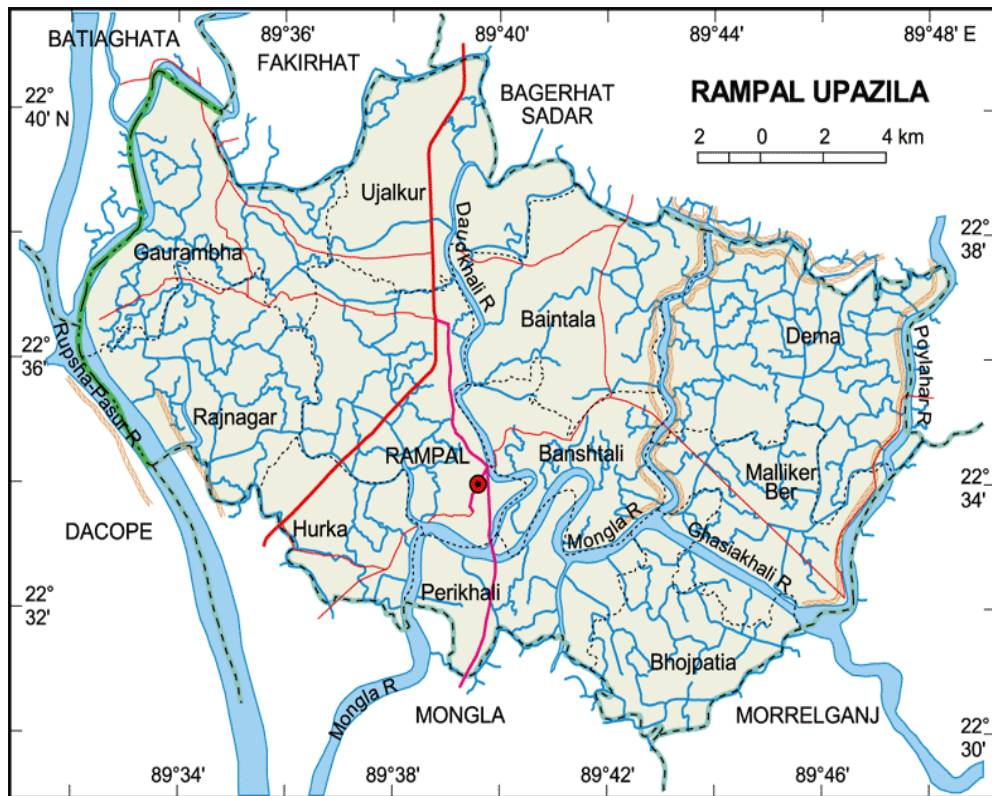 89°36'
89°40'
89°44'
89°48' E
BATIAGHATA
FAKIRHAT
BAGERHAT
SADAR
RAMPAL UPAZILA
2 0 2 4 km
22°
40' N
Ujalkur
Daudkhali R
Gaurambha
22°
38'
Baintala
Dema
Poylahar R
22°
36'
Rupsha-Pasur R
Rajnagar
RAMPAL
Banshtali
Malliker
Ber
22°
34'
DACOPE
Hurka
Mongla R
Ghasiakhali R
Perikhali
22°
32'
Bhojpatia
Mongla R
MONGLA
MORRELGANJ
22°
30'
89°34'
89°38'
89°42'
89°46'